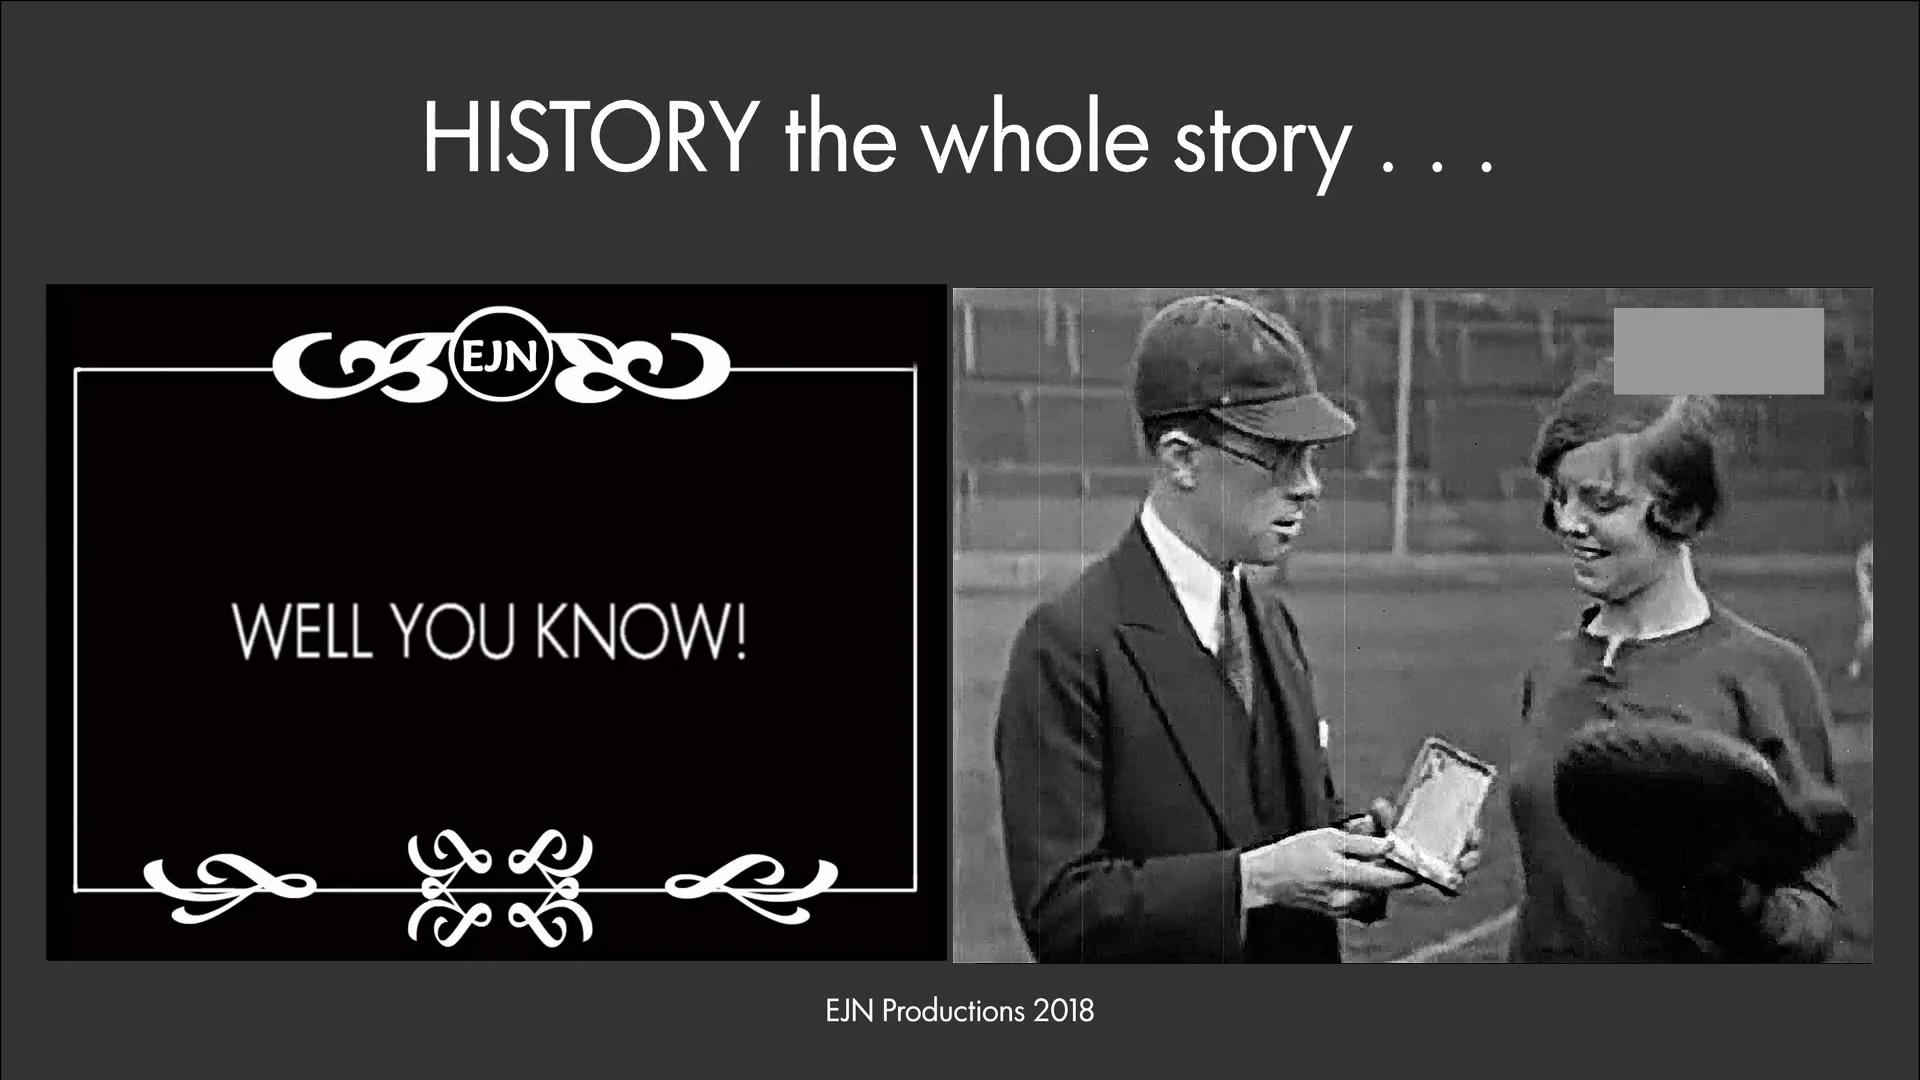 HISTORY the whole story . . .
EJN
WELL YOU KNOW!
EJN Productions 2018